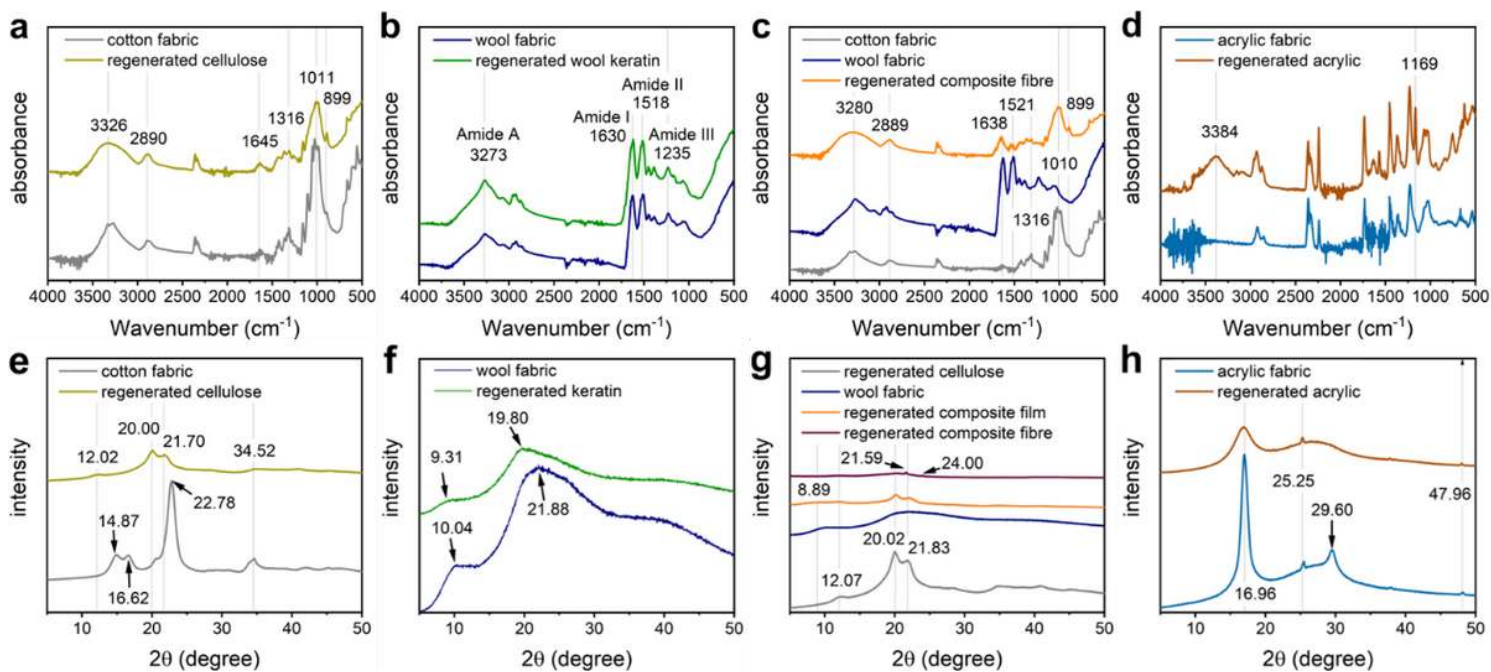 a
cotton fabric
regenerated cellulose
3326
2890
1645
1316
1011
899
absorbance
4000 3500 3000 2500 2000 1500 1000 500
Wavenumber (cm⁻¹)
b
wool fabric
regenerated wool keratin
Amide A
3273
Amide I
1630
Amide II
1518
Amide III
1235
absorbance
4000 3500 3000 2500 2000 1500 1000 500
Wavenumber (cm⁻¹)
c
cotton fabric
wool fabric
regenerated composite fibre
3280
2889
1638
1521
899
1010
1316
absorbance
4000 3500 3000 2500 2000 1500 1000 500
Wavenumber (cm⁻¹)
d
acrylic fabric
regenerated acrylic
1169
3384
absorbance
4000 3500 3000 2500 2000 1500 1000 500
Wavenumber (cm⁻¹)
e
cotton fabric
regenerated cellulose
20.00
12.02
21.70
34.52
22.78
14.87
16.62
intensity
10 20 30 40 50
2θ (degree)
f
wool fabric
regenerated keratin
19.80
9.31
10.04
21.88
intensity
10 20 30 40 50
2θ (degree)
g
regenerated cellulose
wool fabric
regenerated composite film
regenerated composite fibre
21.59
24.00
8.89
20.02
21.83
12.07
intensity
10 20 30 40 50
2θ (degree)
h
acrylic fabric
regenerated acrylic
25.25
47.96
29.60
16.96
intensity
10 20 30 40 50
2θ (degree)